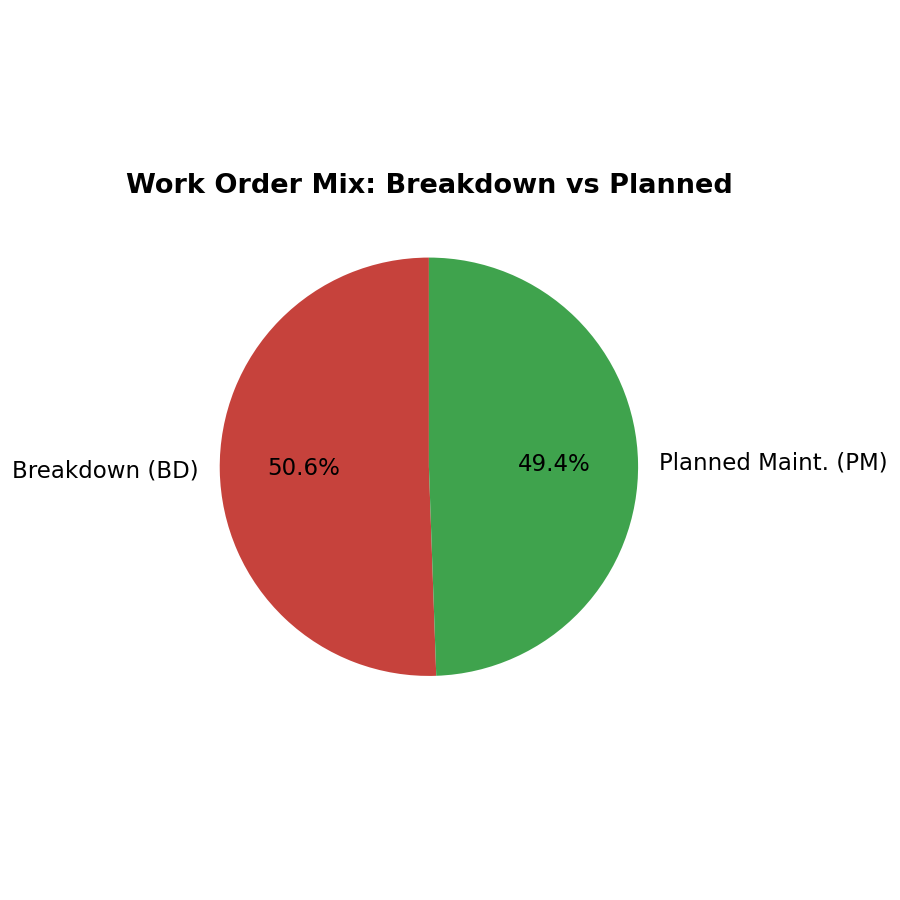 Work Order Mix: Breakdown vs Planned
Breakdown (BD)
50.6%
49.4%
Planned Maint. (PM)